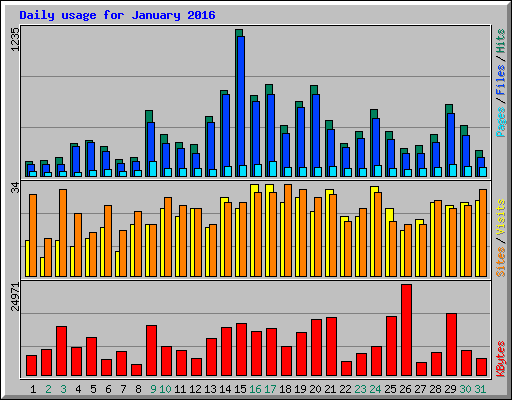 Daily usage for January 2016
1235
Pages / Files / Hits
34
Sites / Visits
24971
KBytes
1 2 3 4 5 6 7 8 9 10 11 12 13 14 15 16 17 18 19 20 21 22 23 24 25 26 27 28 29 30 31